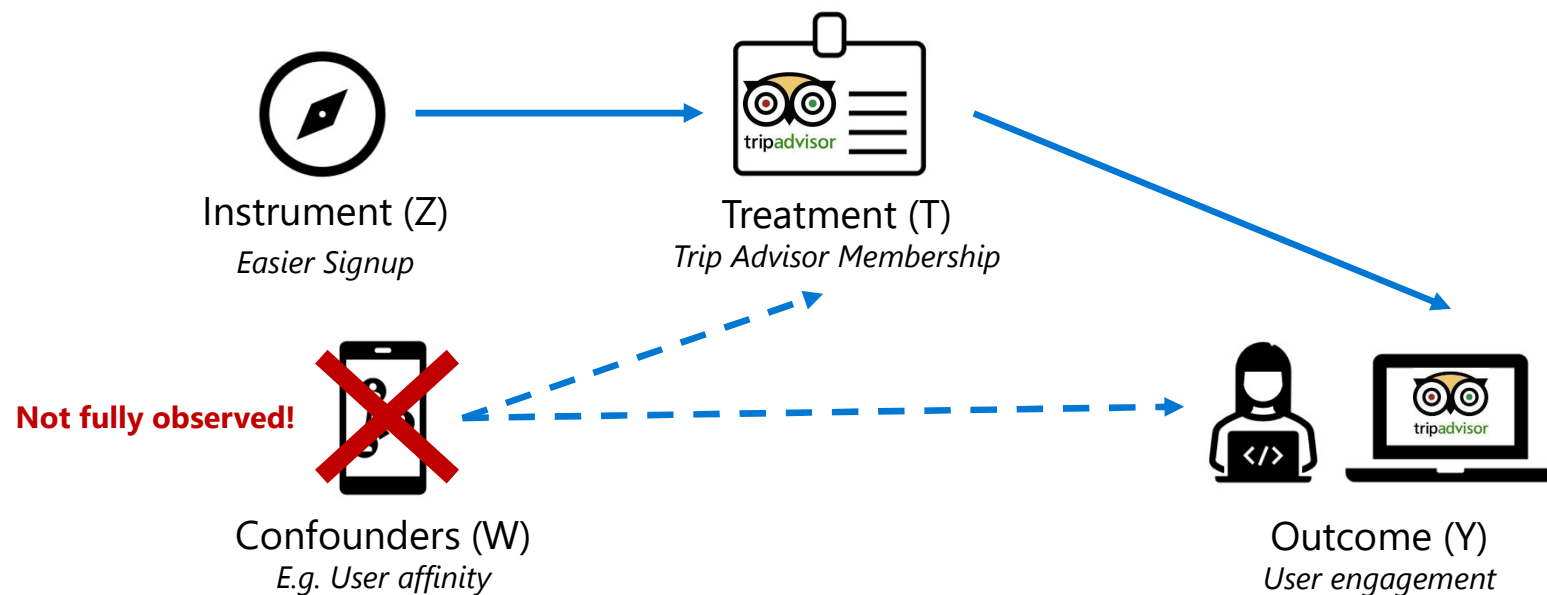 tripadvisor
Instrument (Z)
Easier Signup
Treatment (T)
Trip Advisor Membership
Not fully observed!
Confounders (W)
E.g. User affinity
</>
tripadvisor
Outcome (Y)
User engagement